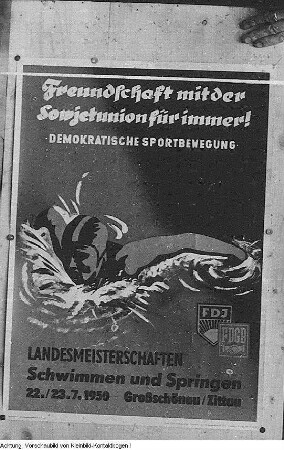 Freundschaft mit der
Sowjetunion für immer!
DEMOKRATISCHE SPORTBEWEGUNG
FDJ
FDGB
LANDESMEISTERSCHAFTEN
Schwimmen und Springen
22./23.7.1950 Großschönau/Zittau
Achtung, Vorschaubild von Kleinbild-Kontaktbogen!